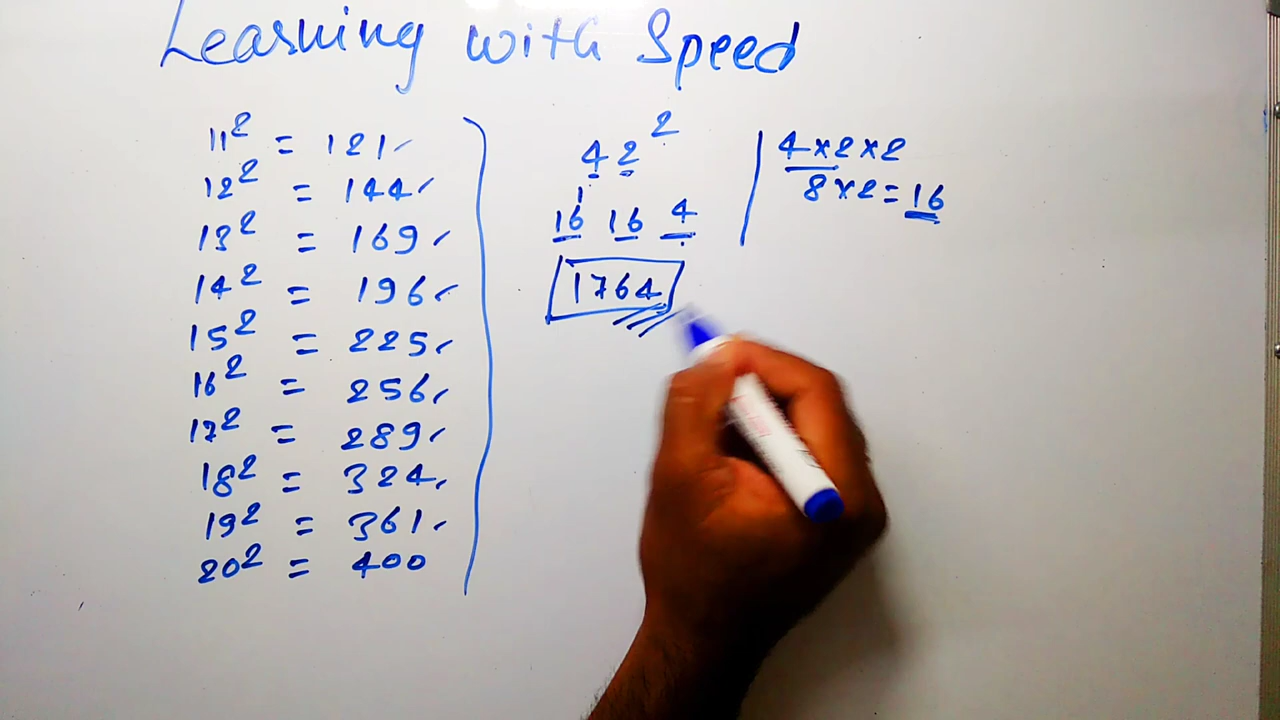 Learning with Speed
11² = 121
12² = 144
13² = 169
14² = 196
15² = 225
16² = 256
17² = 289
18² = 324
19² = 361
20² = 400
42²
1
16 16 4
1764
4×2×2
8×2=16